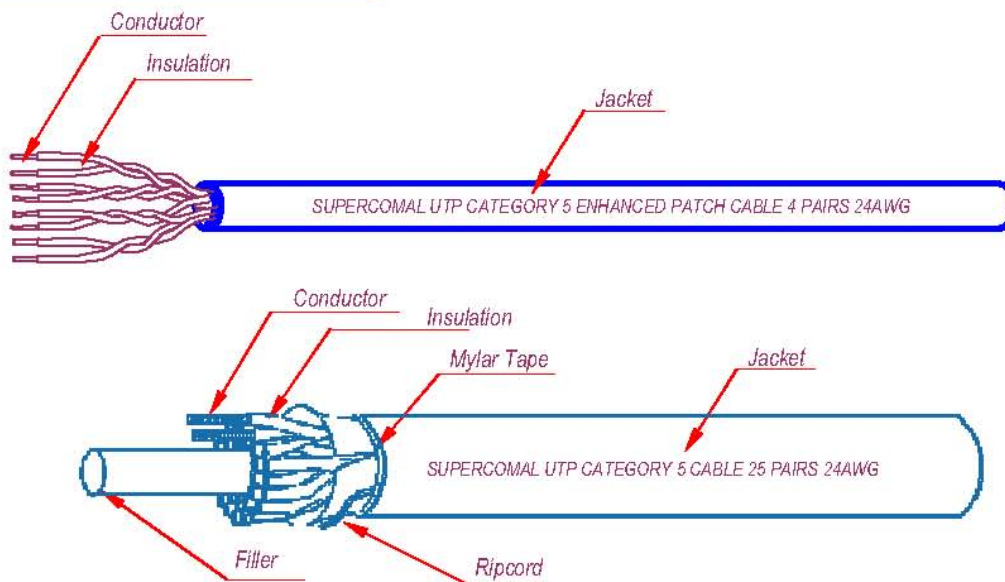 Conductor
Insulation
Jacket
SUPERCOMAL UTP CATEGORY 5 ENHANCED PATCH CABLE 4 PAIRS 24AWG
Conductor
Insulation
Mylar Tape
Jacket
SUPERCOMAL UTP CATEGORY 5 CABLE 25 PAIRS 24AWG
Filler
Ripcord